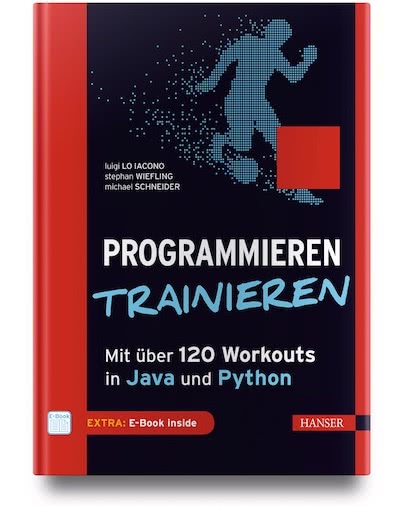 luigi LO IACONO
stephan WIEFLING
michael SCHNEIDER
PROGRAMMIEREN
TRAINIEREN
Mit über 120 Workouts
in Java und Python
E-Book
EXTRA: E-Book inside
HANSER